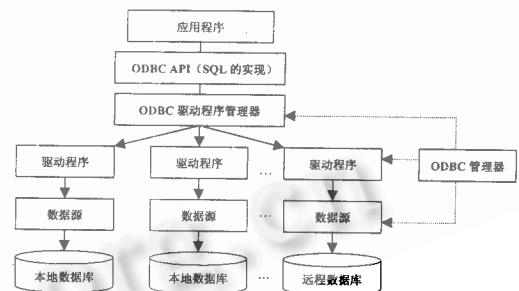 应用程序
ODBC API（SQL 的实现）
ODBC 驱动程序管理器
驱动程序 驱动程序 … 驱动程序 ODBC 管理器
数据源 数据源 … 数据源
本地数据库 本地数据库 … 远程数据库